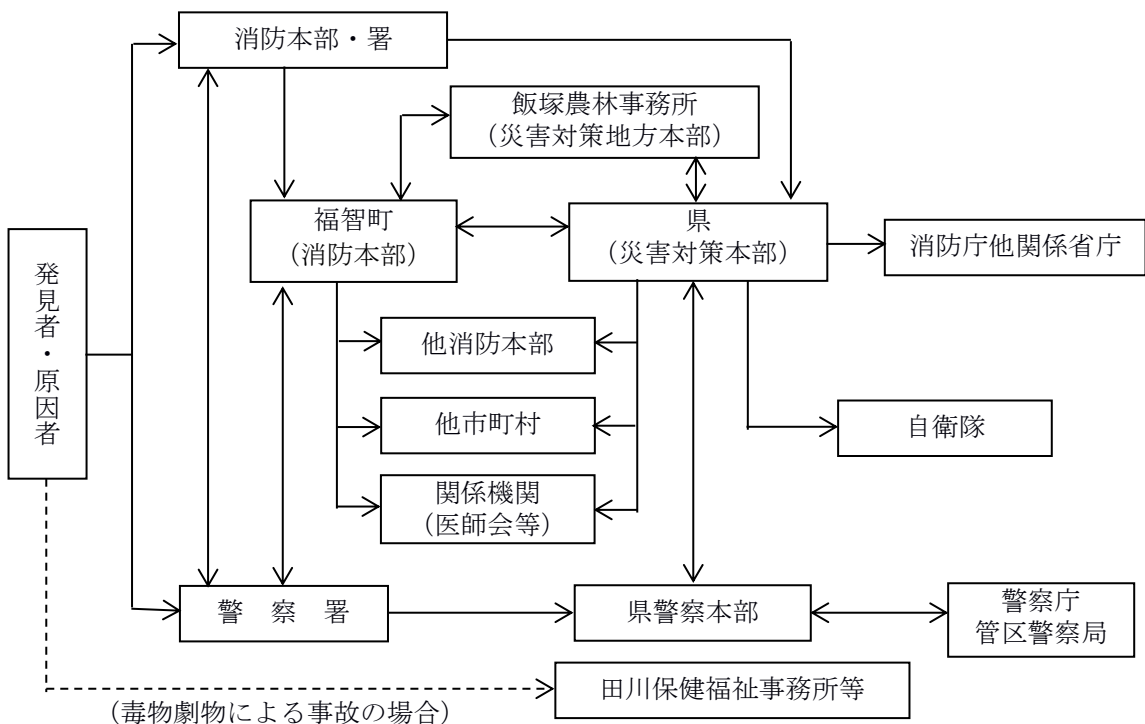 消防本部・署
飯塚農林事務所
（災害対策地方本部）
福智町
（消防本部）
県
（災害対策本部）
消防庁他関係省庁
発見者・原因者
他消防本部
他市町村
自衛隊
関係機関
（医師会等）
警　察　署
県警察本部
警察庁
管区警察局
田川保健福祉事務所等
（毒物劇物による事故の場合）